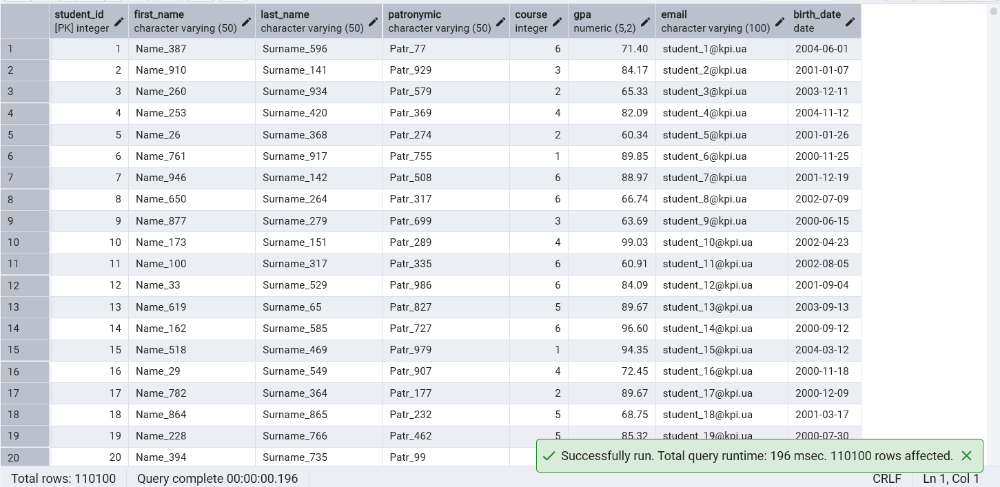 student_id first_name last_name patronymic course gpa email birth_date
[PK] integer character varying (50) character varying (50) character varying (50) integer numeric (5,2) character varying (100) date
1 1 Name_387 Surname_596 Patr_77 6 71.40 student_1@kpi.ua 2004-06-01
2 2 Name_910 Surname_141 Patr_929 3 84.17 student_2@kpi.ua 2001-01-07
3 3 Name_260 Surname_934 Patr_579 2 65.33 student_3@kpi.ua 2003-12-11
4 4 Name_253 Surname_420 Patr_369 4 82.09 student_4@kpi.ua 2004-11-12
5 5 Name_26 Surname_368 Patr_274 2 60.34 student_5@kpi.ua 2001-01-26
6 6 Name_761 Surname_917 Patr_755 1 89.85 student_6@kpi.ua 2000-11-25
7 7 Name_946 Surname_142 Patr_508 6 88.97 student_7@kpi.ua 2001-12-19
8 8 Name_650 Surname_264 Patr_317 6 66.74 student_8@kpi.ua 2002-07-09
9 9 Name_877 Surname_279 Patr_699 3 63.69 student_9@kpi.ua 2000-06-15
10 10 Name_173 Surname_151 Patr_289 4 99.03 student_10@kpi.ua 2002-04-23
11 11 Name_100 Surname_317 Patr_335 6 60.91 student_11@kpi.ua 2002-08-05
12 12 Name_33 Surname_529 Patr_986 6 84.09 student_12@kpi.ua 2001-09-04
13 13 Name_619 Surname_65 Patr_827 5 89.67 student_13@kpi.ua 2003-09-13
14 14 Name_162 Surname_585 Patr_727 6 96.60 student_14@kpi.ua 2000-09-12
15 15 Name_518 Surname_469 Patr_979 1 94.35 student_15@kpi.ua 2004-03-12
16 16 Name_29 Surname_549 Patr_907 4 72.45 student_16@kpi.ua 2000-11-18
17 17 Name_782 Surname_364 Patr_177 2 89.67 student_17@kpi.ua 2000-12-09
18 18 Name_864 Surname_865 Patr_232 5 68.75 student_18@kpi.ua 2001-03-17
19 19 Name_228 Surname_766 Patr_462 5 85.32 student_19@kpi.ua 2000-07-30
20 20 Name_394 Surname_735 Patr_99
Successfully run. Total query runtime: 196 msec. 110100 rows affected.
Total rows: 110100 Query complete 00:00:00.196 CRLF Ln 1, Col 1